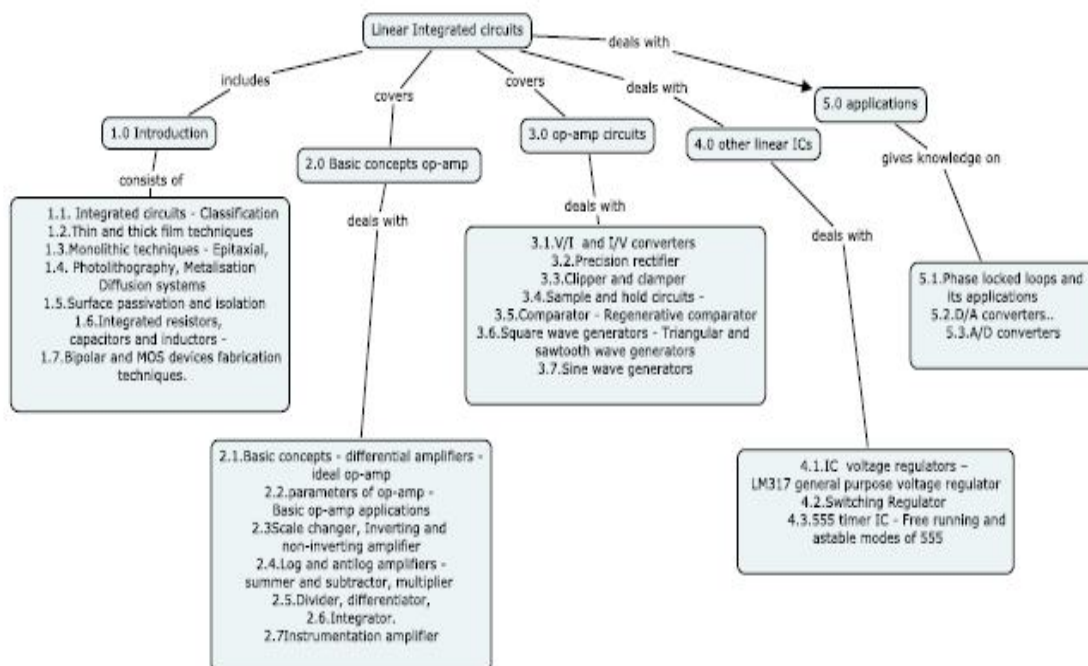 Linear Integrated circuits
deals with
includes
covers
covers
deals with
5.0 applications
1.0 Introduction
3.0 op-amp circuits
4.0 other linear ICs
2.0 Basic concepts op-amp
gives knowledge on
consists of
deals with
deals with
deals with
1.1. Integrated circuits - Classification
1.2.Thin and thick film techniques
1.3.Monolithic techniques - Epitaxial,
1.4. Photolithography, Metalisation
Diffusion systems
1.5.Surface passivation and isolation
1.6.Integrated resistors,
capacitors and inductors -
1.7.Bipolar and MOS devices fabrication
techniques.
3.1.V/I and I/V converters
3.2.Precision rectifier
3.3.Clipper and clamper
3.4.Sample and hold circuits -
3.5.Comparator - Regenerative comparator
3.6.Square wave generators - Triangular and
sawtooth wave generators
3.7.Sine wave generators
5.1.Phase locked loops and
its applications
5.2.D/A converters..
5.3.A/D converters
2.1.Basic concepts - differential amplifiers -
ideal op-amp
2.2.parameters of op-amp -
Basic op-amp applications
2.3Scale changer, Inverting and
non-inverting amplifier
2.4.Log and antilog amplifiers -
summer and subtractor, multiplier
2.5.Divider, differentiator,
2.6.Integrator.
2.7Instrumentation amplifier
4.1.IC voltage regulators –
LM317 general purpose voltage regulator
4.2.Switching Regulator
4.3.555 timer IC - Free running and
astable modes of 555